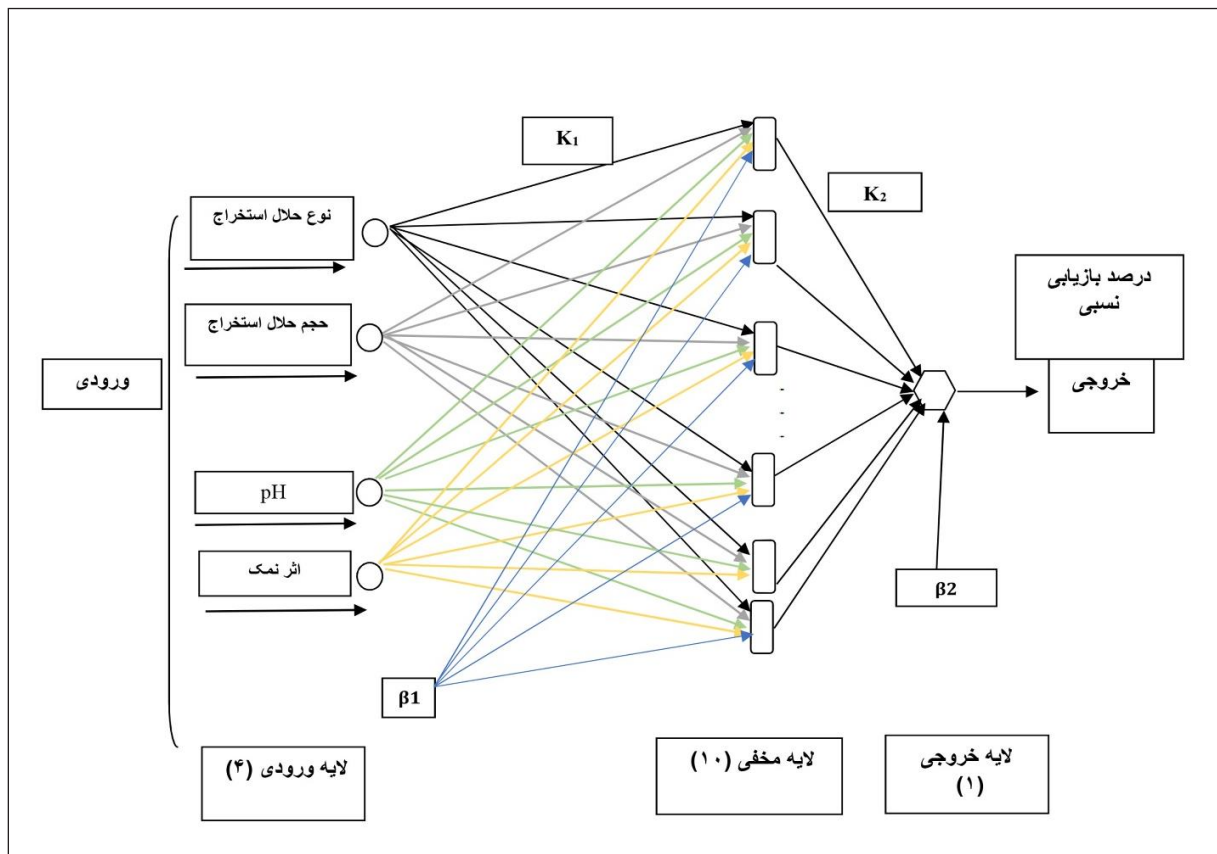 K₁
K₂
نوع حلال استخراج
حجم حلال استخراج
ورودی
pH
اثر نمک
β1
درصد بازیابی
نسبی
خروجی
β2
لایه ورودی (۴)
لایه مخفی (۱۰)
لایه خروجی
(۱)